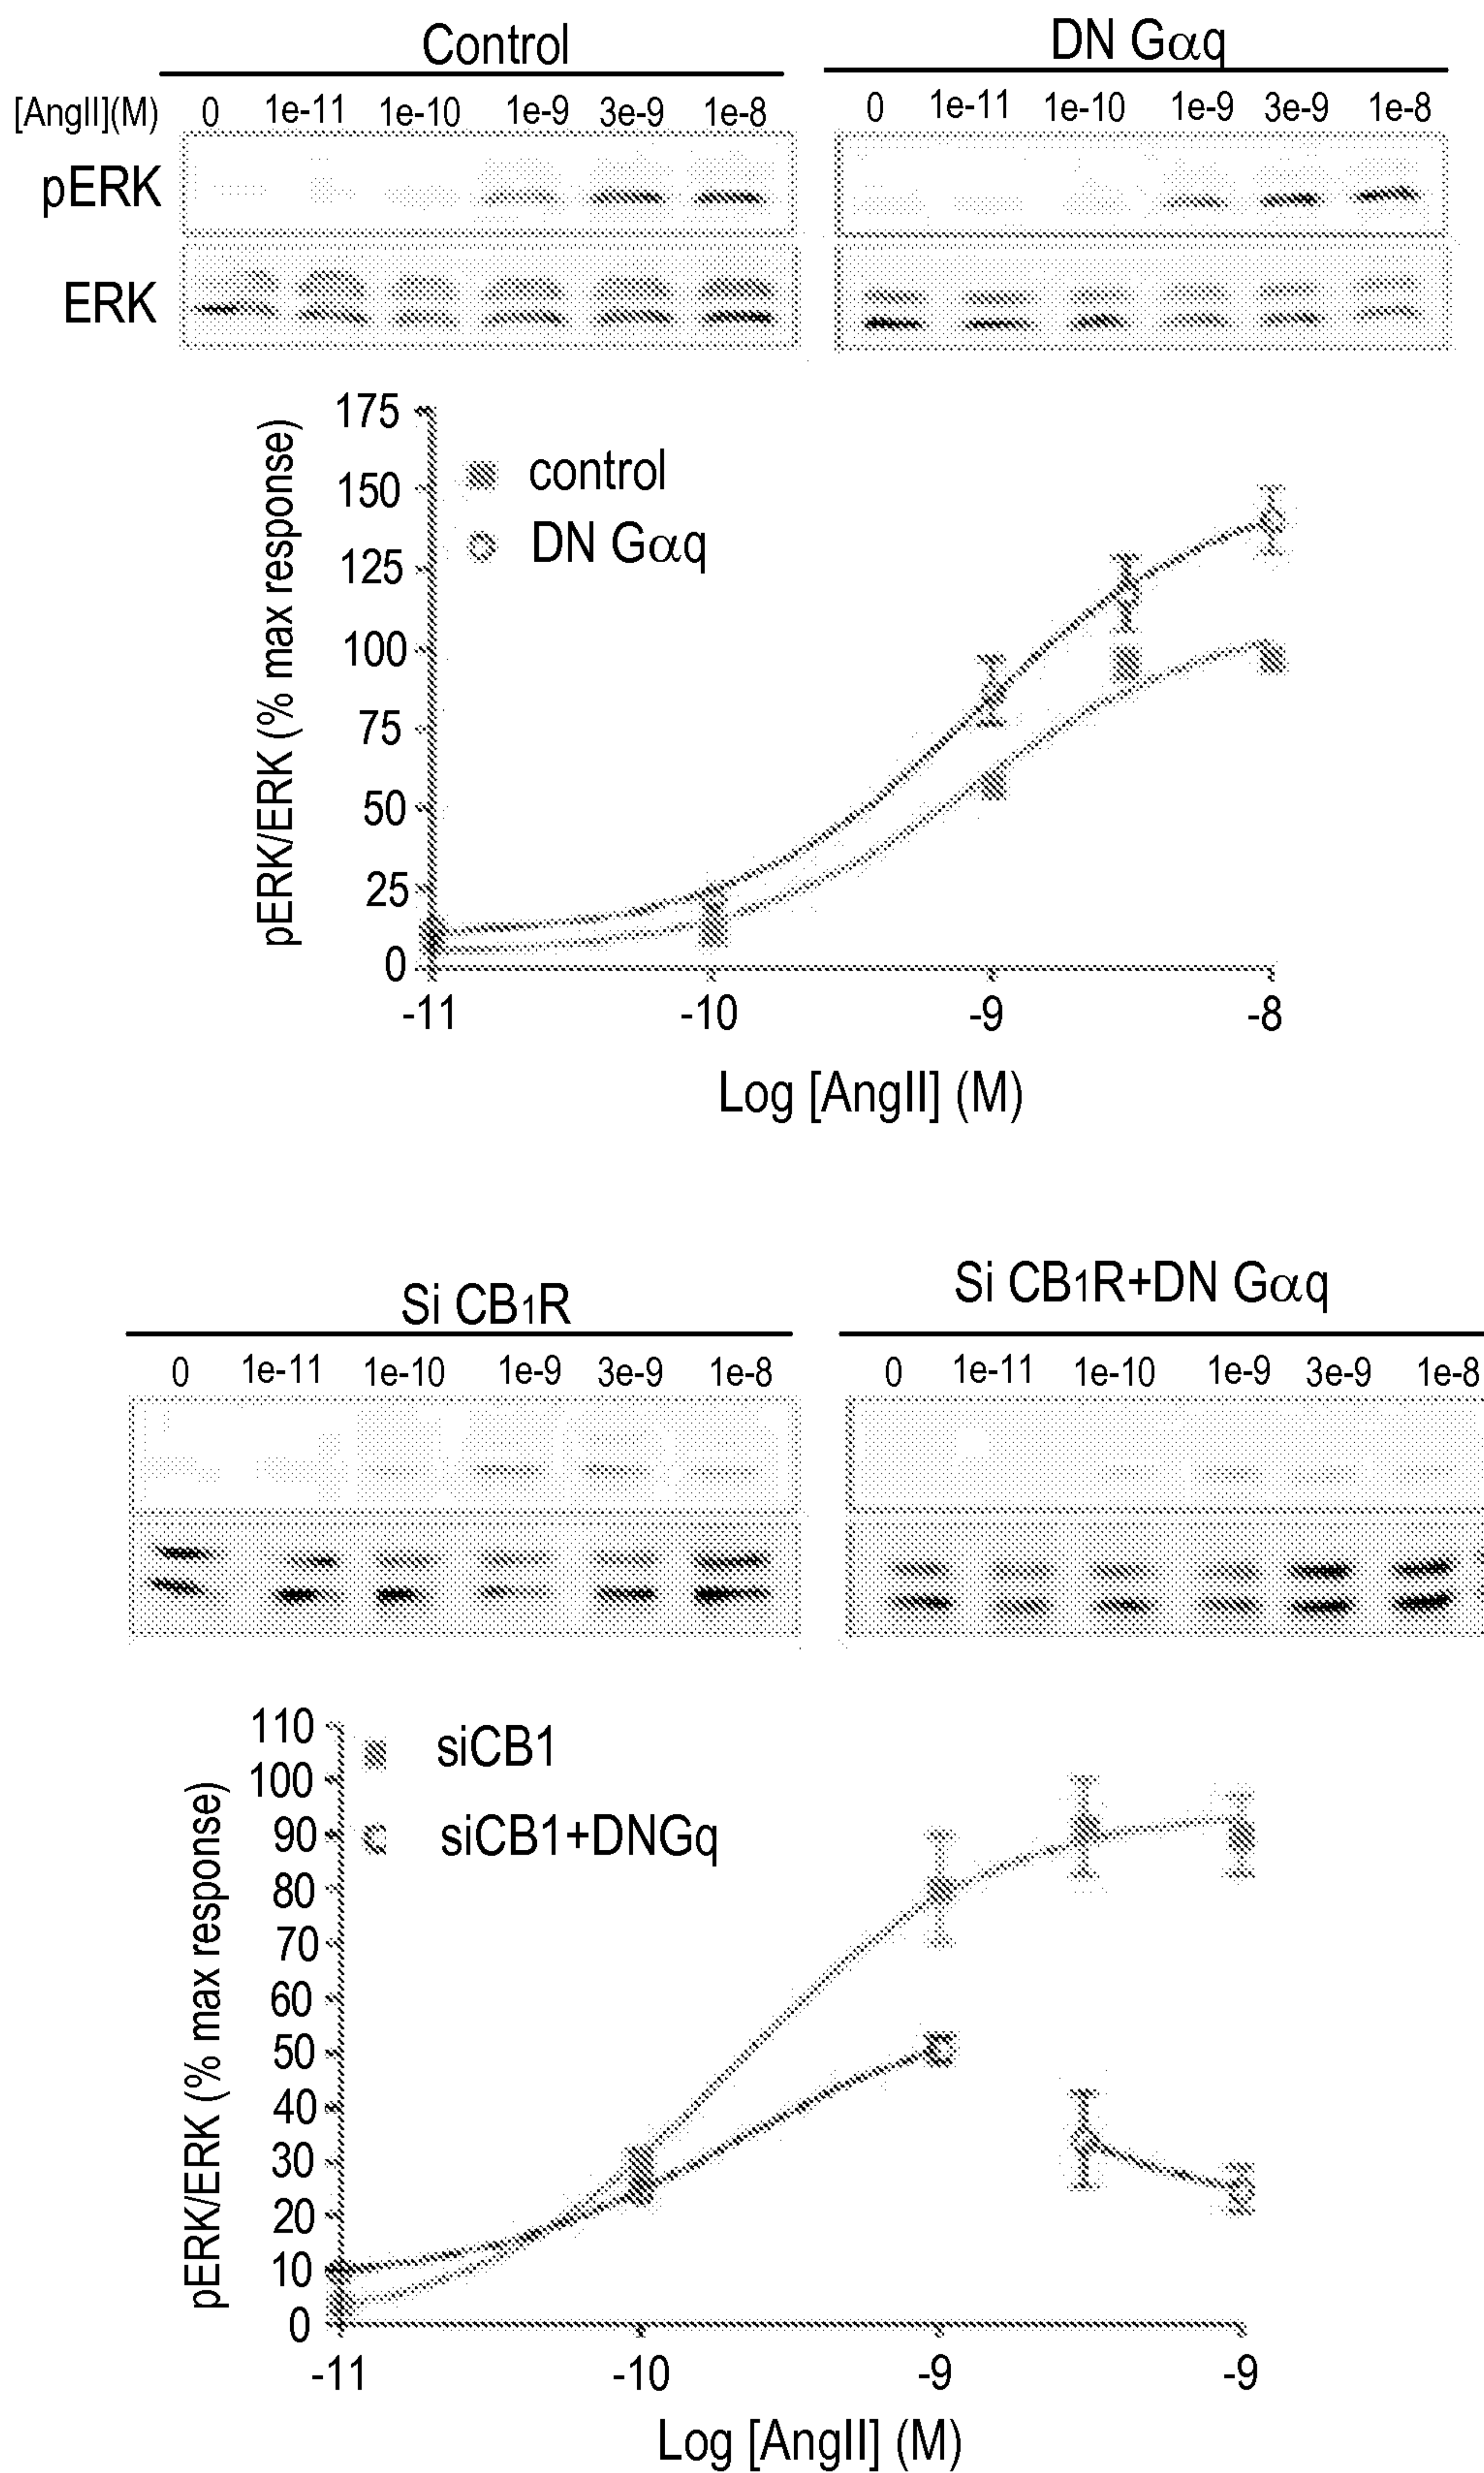 Control DN Gαq
[AngII](M) 0 1e-11 1e-10 1e-9 3e-9 1e-8 0 1e-11 1e-10 1e-9 3e-9 1e-8
pERK
ERK
pERK/ERK (% max response)
175
150
125
100
75
50
25
0
control
DN Gαq
-11 -10 -9 -8
Log [AngII] (M)
Si CB1R Si CB1R+DN Gαq
0 1e-11 1e-10 1e-9 3e-9 1e-8 0 1e-11 1e-10 1e-9 3e-9 1e-8
pERK/ERK (% max response)
110
100
90
80
70
60
50
40
30
20
10
0
siCB1
siCB1+DNGq
-11 -10 -9 -9
Log [AngII] (M)